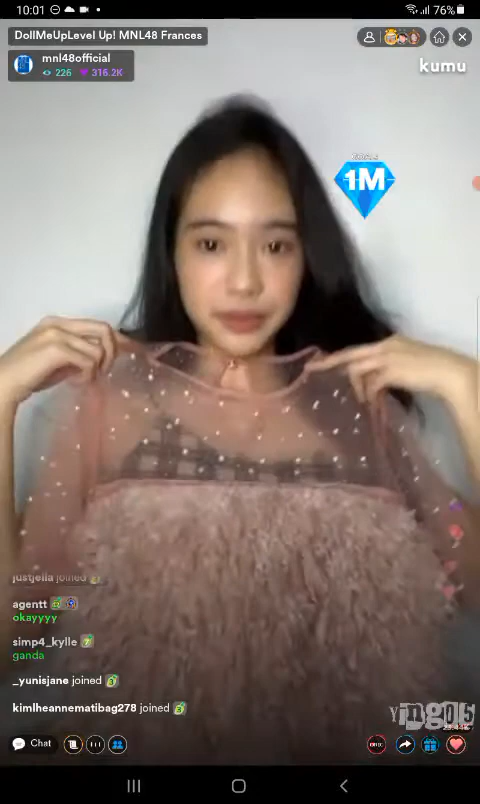 10:01
76%
DollMeUpLevel Up! MNL48 Frances
mnl48official
226 316.2K
kumu
1M
justjella joined
agentt
okayyyy
simp4_kylle
ganda
_yunisjane joined
kimlheannematibag278 joined
Chat